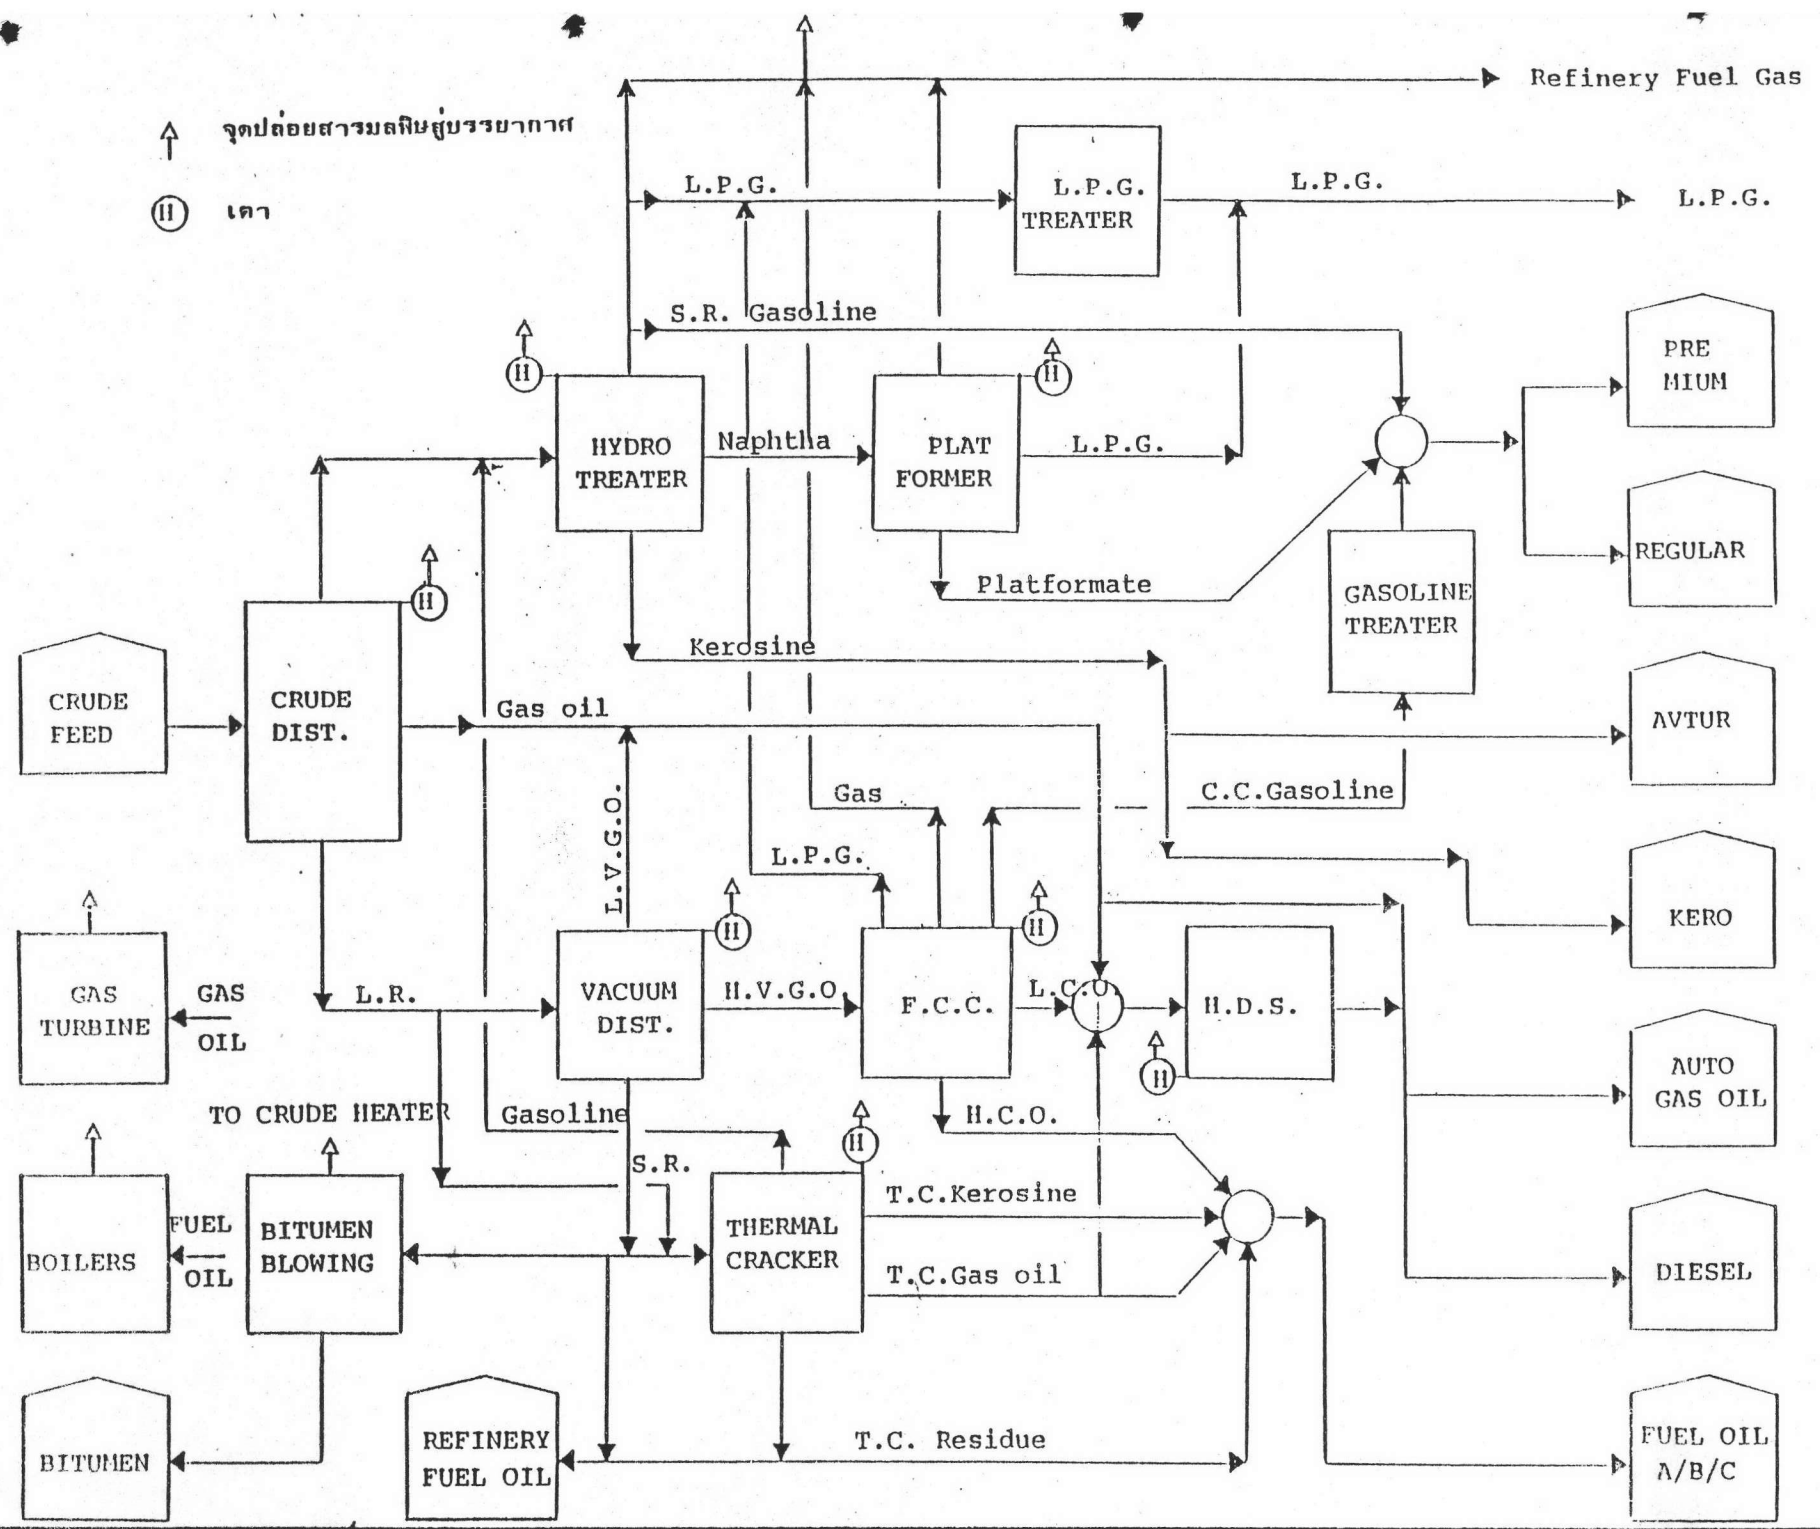 Refinery Fuel Gas
จุดปล่อยสารมลพิษสู่บรรยากาศ
H เตา
L.P.G.
L.P.G.
TREATER
L.P.G.
L.P.G.
S.R. Gasoline
PRE
MIUM
H
H
HYDRO
TREATER
Naphtha
PLAT
FORMER
L.P.G.
REGULAR
Platformate
GASOLINE
TREATER
H
CRUDE
FEED
CRUDE
DIST.
Kerosine
Gas oil
AVTUR
L.V.G.O.
Gas
C.C.Gasoline
L.P.G.
KERO
H
H
GAS
TURBINE
GAS
OIL
L.R.
VACUUM
DIST.
H.V.G.O.
F.C.C.
L.C.O.
H.D.S.
H
AUTO
GAS OIL
TO CRUDE HEATER
Gasoline
H
H.C.O.
S.R.
BOILERS
FUEL
OIL
BITUMEN
BLOWING
THERMAL
CRACKER
T.C.Kerosine
T.C.Gas oil
DIESEL
BITUMEN
REFINERY
FUEL OIL
T.C. Residue
FUEL OIL
A/B/C